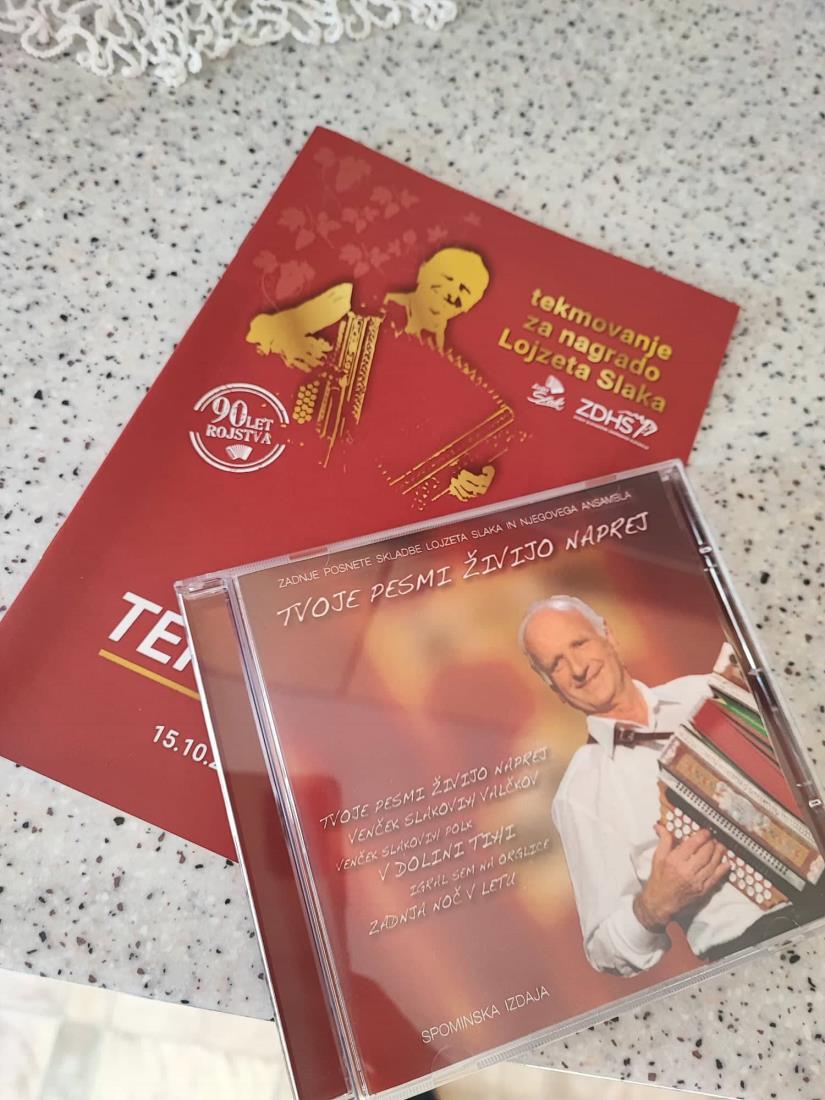 tekmovanje
za nagrado
Lojzeta Slaka
Slak
ZDHS
90 LET
ROJSTVA
15.10.
ZADNJE POSNETE SKLADBE LOJZETA SLAKA IN NJEGOVEGA ANSAMBLA
TVOJE PESMI ŽIVIJO NAPREJ
TVOJE PESMI ŽIVIJO NAPREJ
VENČEK SLAKOVIH VALČKOV
VENČEK SLAKOVIH POLK
V DOLINI TIHI
IGRAL SEM NA ORGLICE
ZADNJA NOČ V LETU
SPOMINSKA IZDAJA